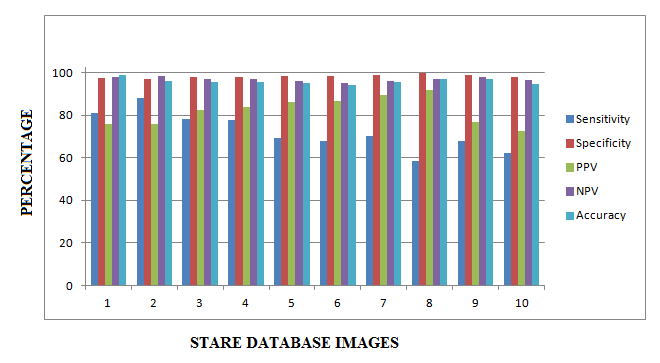 PERCENTAGE
100
80
60
40
20
0
1 2 3 4 5 6 7 8 9 10
Sensitivity
Specificity
PPV
NPV
Accuracy
STARE DATABASE IMAGES